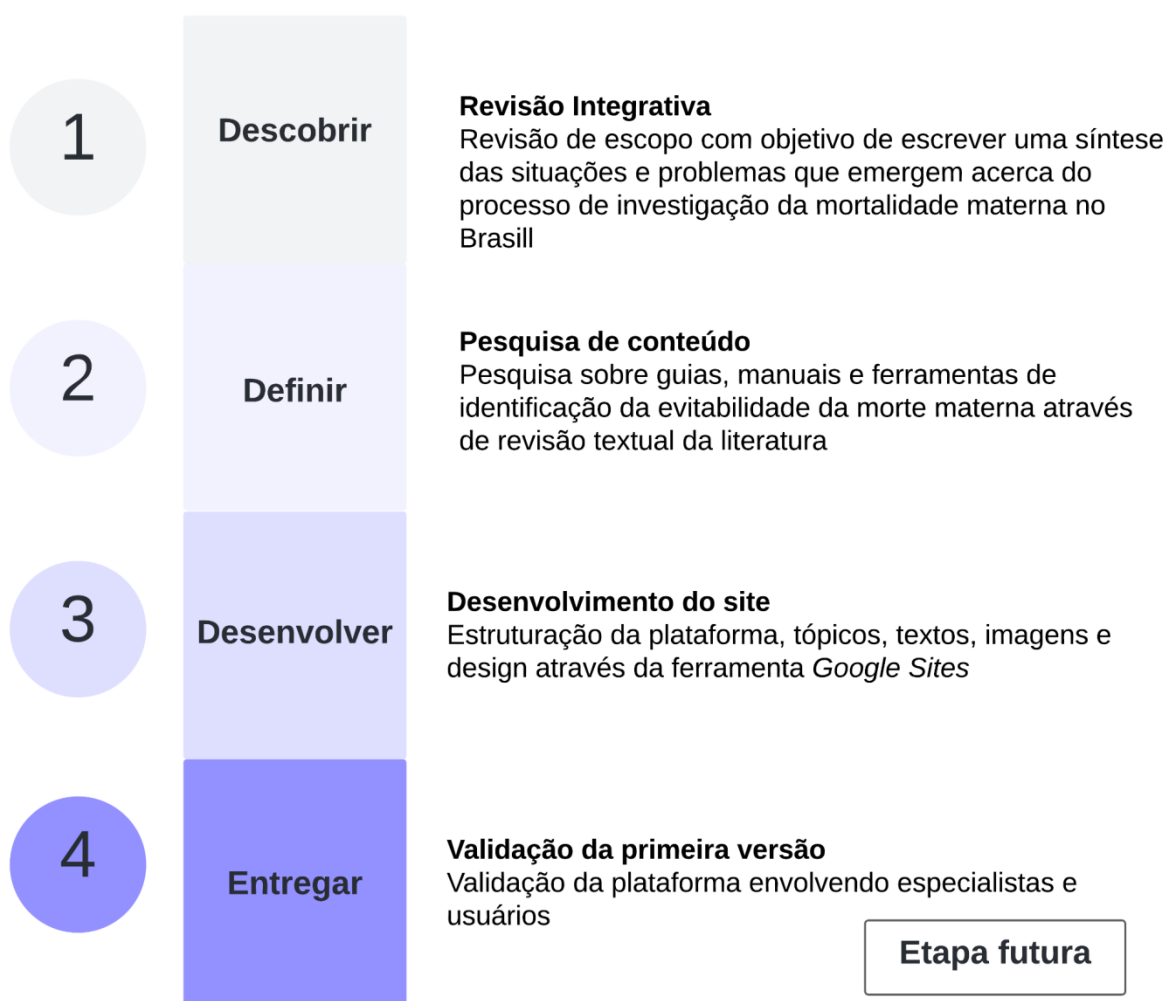 1
Descobrir
Revisão Integrativa
Revisão de escopo com objetivo de escrever uma síntese
das situações e problemas que emergem acerca do
processo de investigação da mortalidade materna no
Brasill
2
Definir
Pesquisa de conteúdo
Pesquisa sobre guias, manuais e ferramentas de
identificação da evitabilidade da morte materna através
de revisão textual da literatura
3
Desenvolver
Desenvolvimento do site
Estruturação da plataforma, tópicos, textos, imagens e
design através da ferramenta Google Sites
4
Entregar
Validação da primeira versão
Validação da plataforma envolvendo especialistas e
usuários
Etapa futura